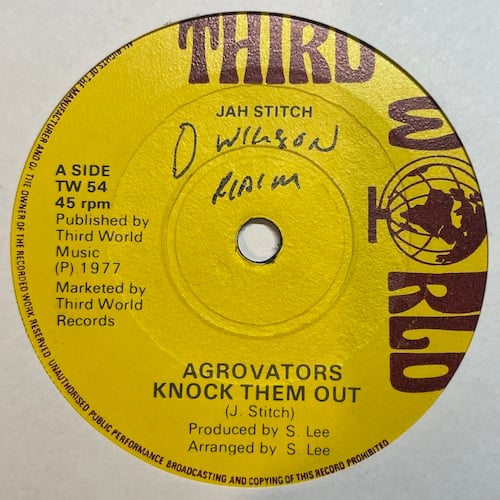 THIRD WORLD
JAH STITCH
D WILSON
RIDIM
A SIDE
TW 54
45 rpm
Published by
Third World
Music
(P) 1977
Marketed by
Third World
Records
AGROVATORS
KNOCK THEM OUT
(J. Stitch)
Produced by S. Lee
Arranged by S. Lee
ALL RIGHTS OF THE MANUFACTURER AND OF THE OWNER OF THE RECORDED WORK RESERVED UNAUTHORISED PUBLIC PERFORMANCE BROADCASTING AND COPYING OF THIS RECORD PROHIBITED